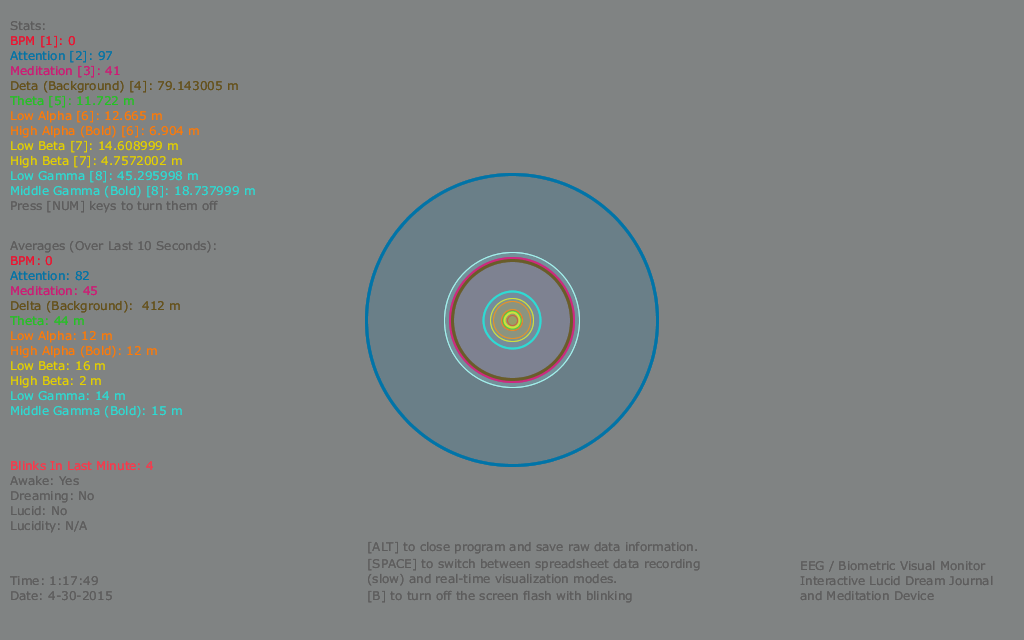 Stats:
BPM [1]: 0
Attention [2]: 97
Meditation [3]: 41
Deta (Background) [4]: 79.143005 m
Theta [5]: 11.722 m
Low Alpha [6]: 12.665 m
High Alpha (Bold) [6]: 6.904 m
Low Beta [7]: 14.608999 m
High Beta [7]: 4.7572002 m
Low Gamma [8]: 45.295998 m
Middle Gamma (Bold) [8]: 18.737999 m
Press [NUM] keys to turn them off
Averages (Over Last 10 Seconds):
BPM: 0
Attention: 82
Meditation: 45
Delta (Background):  412 m
Theta: 44 m
Low Alpha: 12 m
High Alpha (Bold): 12 m
Low Beta: 16 m
High Beta: 2 m
Low Gamma: 14 m
Middle Gamma (Bold): 15 m
Blinks In Last Minute: 4
Awake: Yes
Dreaming: No
Lucid: No
Lucidity: N/A
Time: 1:17:49
Date: 4-30-2015
[ALT] to close program and save raw data information.
[SPACE] to switch between spreadsheet data recording
(slow) and real-time visualization modes.
[B] to turn off the screen flash with blinking
EEG / Biometric Visual Monitor
Interactive Lucid Dream Journal
and Meditation Device